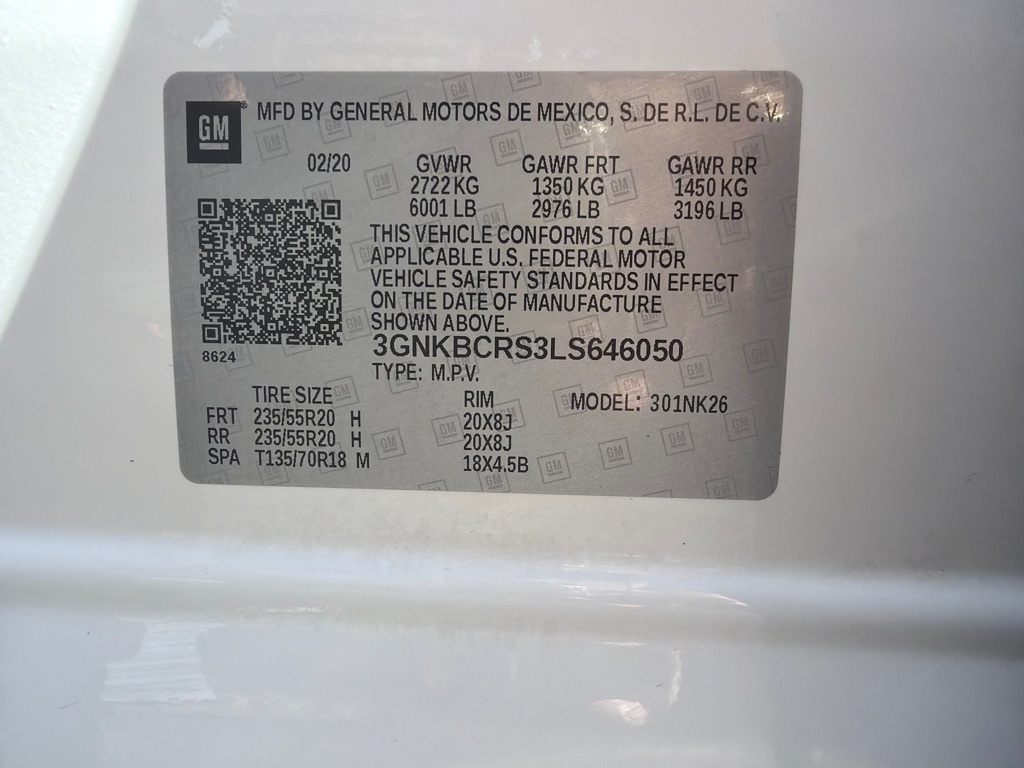 GM MFD BY GENERAL MOTORS DE MEXICO, S. DE R.L. DE C.V.
02/20 GVWR GAWR FRT GAWR RR
2722 KG 1350 KG 1450 KG
6001 LB 2976 LB 3196 LB
THIS VEHICLE CONFORMS TO ALL
APPLICABLE U.S. FEDERAL MOTOR
VEHICLE SAFETY STANDARDS IN EFFECT
ON THE DATE OF MANUFACTURE
SHOWN ABOVE.
8624
3GNKBCRS3LS646050
TYPE: M.P.V.
TIRE SIZE RIM MODEL: 301NK26
FRT 235/55R20 H 20X8J
RR 235/55R20 H 20X8J
SPA T135/70R18 M 18X4.5B